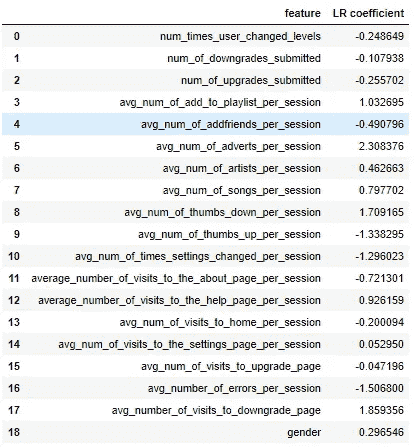 feature LR coefficient
0 num_times_user_changed_levels -0.248649
1 num_of_downgrades_submitted -0.107938
2 num_of_upgrades_submitted -0.255702
3 avg_num_of_add_to_playlist_per_session 1.032695
4 avg_num_of_addfriends_per_session -0.490796
5 avg_num_of_adverts_per_session 2.308376
6 avg_num_of_artists_per_session 0.462663
7 avg_num_of_songs_per_session 0.797702
8 avg_num_of_thumbs_down_per_session 1.709165
9 avg_num_of_thumbs_up_per_session -1.338295
10 avg_num_of_times_settings_changed_per_session -1.296023
11 average_number_of_visits_to_the_about_page_per_session -0.721301
12 average_number_of_visits_to_the_help_page_per_session 0.926159
13 avg_num_of_visits_to_home_per_session -0.200094
14 avg_num_of_visits_to_the_settings_page_per_session 0.052950
15 avg_num_of_visits_to_upgrade_page -0.047196
16 avg_number_of_errors_per_session -1.506800
17 avg_number_of_visits_to_downgrade_page 1.859356
18 gender 0.296546